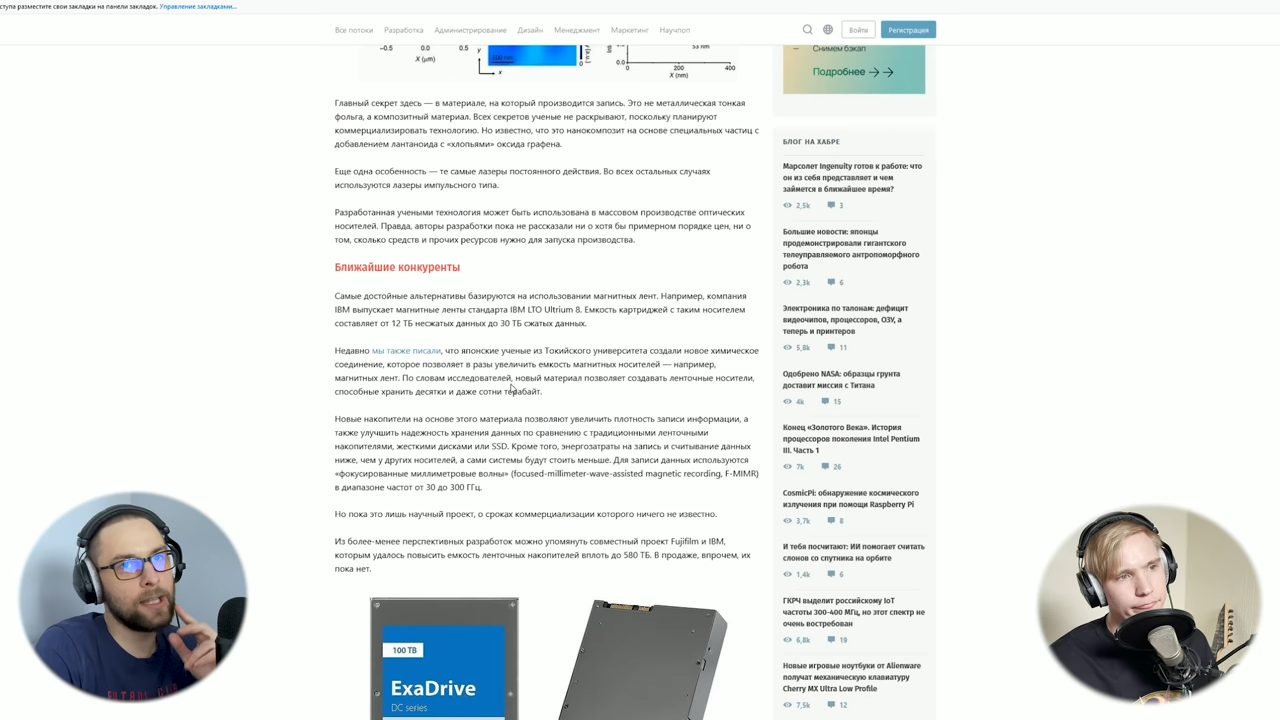 ступа разместите свои закладки на панели закладок. Управление закладками...
Все потоки Разработка Администрирование Дизайн Менеджмент Маркетинг Научпоп
Войти
Регистрация
−0.5 0.0 0.5
X (μm)
y
x
100 nm
0
0.0
53 nm
0 200 400
X (nm)
Снимем бэкап
Подробнее →→
Главный секрет здесь — в материале, на который производится запись. Это не металлическая тонкая
фольга, а композитный материал. Всех секретов ученые не раскрывают, поскольку планируют
коммерциализировать технологию. Но известно, что это нанокомпозит на основе специальных частиц с
добавлением лантаноида с «хлопьями» оксида графена.
Еще одна особенность — те самые лазеры постоянного действия. Во всех остальных случаях
используются лазеры импульсного типа.
Разработанная учеными технология может быть использована в массовом производстве оптических
носителей. Правда, авторы разработки пока не рассказали ни о хотя бы примерном порядке цен, ни о
том, сколько средств и прочих ресурсов нужно для запуска производства.
Ближайшие конкуренты
Самые достойные альтернативы базируются на использовании магнитных лент. Например, компания
IBM выпускает магнитные ленты стандарта IBM LTO Ultrium 8. Емкость картриджей с таким носителем
составляет от 12 ТБ несжатых данных до 30 ТБ сжатых данных.
Недавно мы также писали, что японские ученые из Токийского университета создали новое химическое
соединение, которое позволяет в разы увеличить емкость магнитных носителей — например,
магнитных лент. По словам исследователей, новый материал позволяет создавать ленточные носители,
способные хранить десятки и даже сотни терабайт.
Новые накопители на основе этого материала позволяют увеличить плотность записи информации, а
также улучшить надежность хранения данных по сравнению с традиционными ленточными
накопителями, жесткими дисками или SSD. Кроме того, энергозатраты на запись и считывание данных
ниже, чем у других носителей, а сами системы будут стоить меньше. Для записи данных используются
«фокусированные миллиметровые волны» (focused-millimeter-wave-assisted magnetic recording, F-MIMR)
в диапазоне частот от 30 до 300 ГГц.
Но пока это лишь научный проект, о сроках коммерциализации которого ничего не известно.
Из более-менее перспективных разработок можно упомянуть совместный проект Fujifilm и IBM,
которым удалось повысить емкость ленточных накопителей вплоть до 580 ТБ. В продаже, впрочем, их
пока нет.
100 TB
ExaDrive
DC series
БЛОГ НА ХАБРЕ
Марсолет Ingenuity готов к работе: что
он из себя представляет и чем
займется в ближайшее время?
2,5k 3
Большие новости: японцы
продемонстрировали гигантского
телеуправляемого антропоморфного
робота
2,3k 6
Электроника по талонам: дефицит
видеочипов, процессоров, ОЗУ, а
теперь и принтеров
5,8k 11
Одобрено NASA: образцы грунта
доставит миссия с Титана
4k 15
Конец «Золотого Века». История
процессоров поколения Intel Pentium
III. Часть 1
7k 26
CosmicPi: обнаружение космического
излучения при помощи Raspberry Pi
3,7k 8
И тебя посчитают: ИИ помогает считать
слонов со спутника на орбите
1,4k 6
ГКРЧ выделит российскому IoT
частоты 300-400 МГц, но этот спектр не
очень востребован
6,8k 19
Новые игровые ноутбуки от Alienware
получат механическую клавиатуру
Cherry MX Ultra Low Profile
7,5k 12